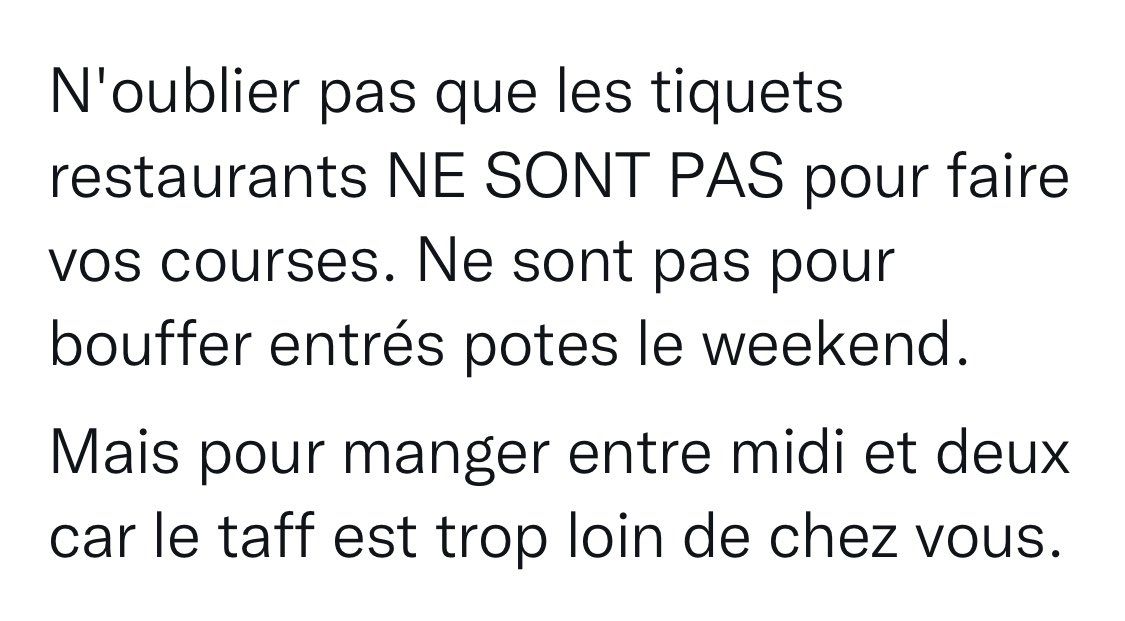 N'oublier pas que les tiquets
restaurants NE SONT PAS pour faire
vos courses. Ne sont pas pour
bouffer entrés potes le weekend.
Mais pour manger entre midi et deux
car le taff est trop loin de chez vous.